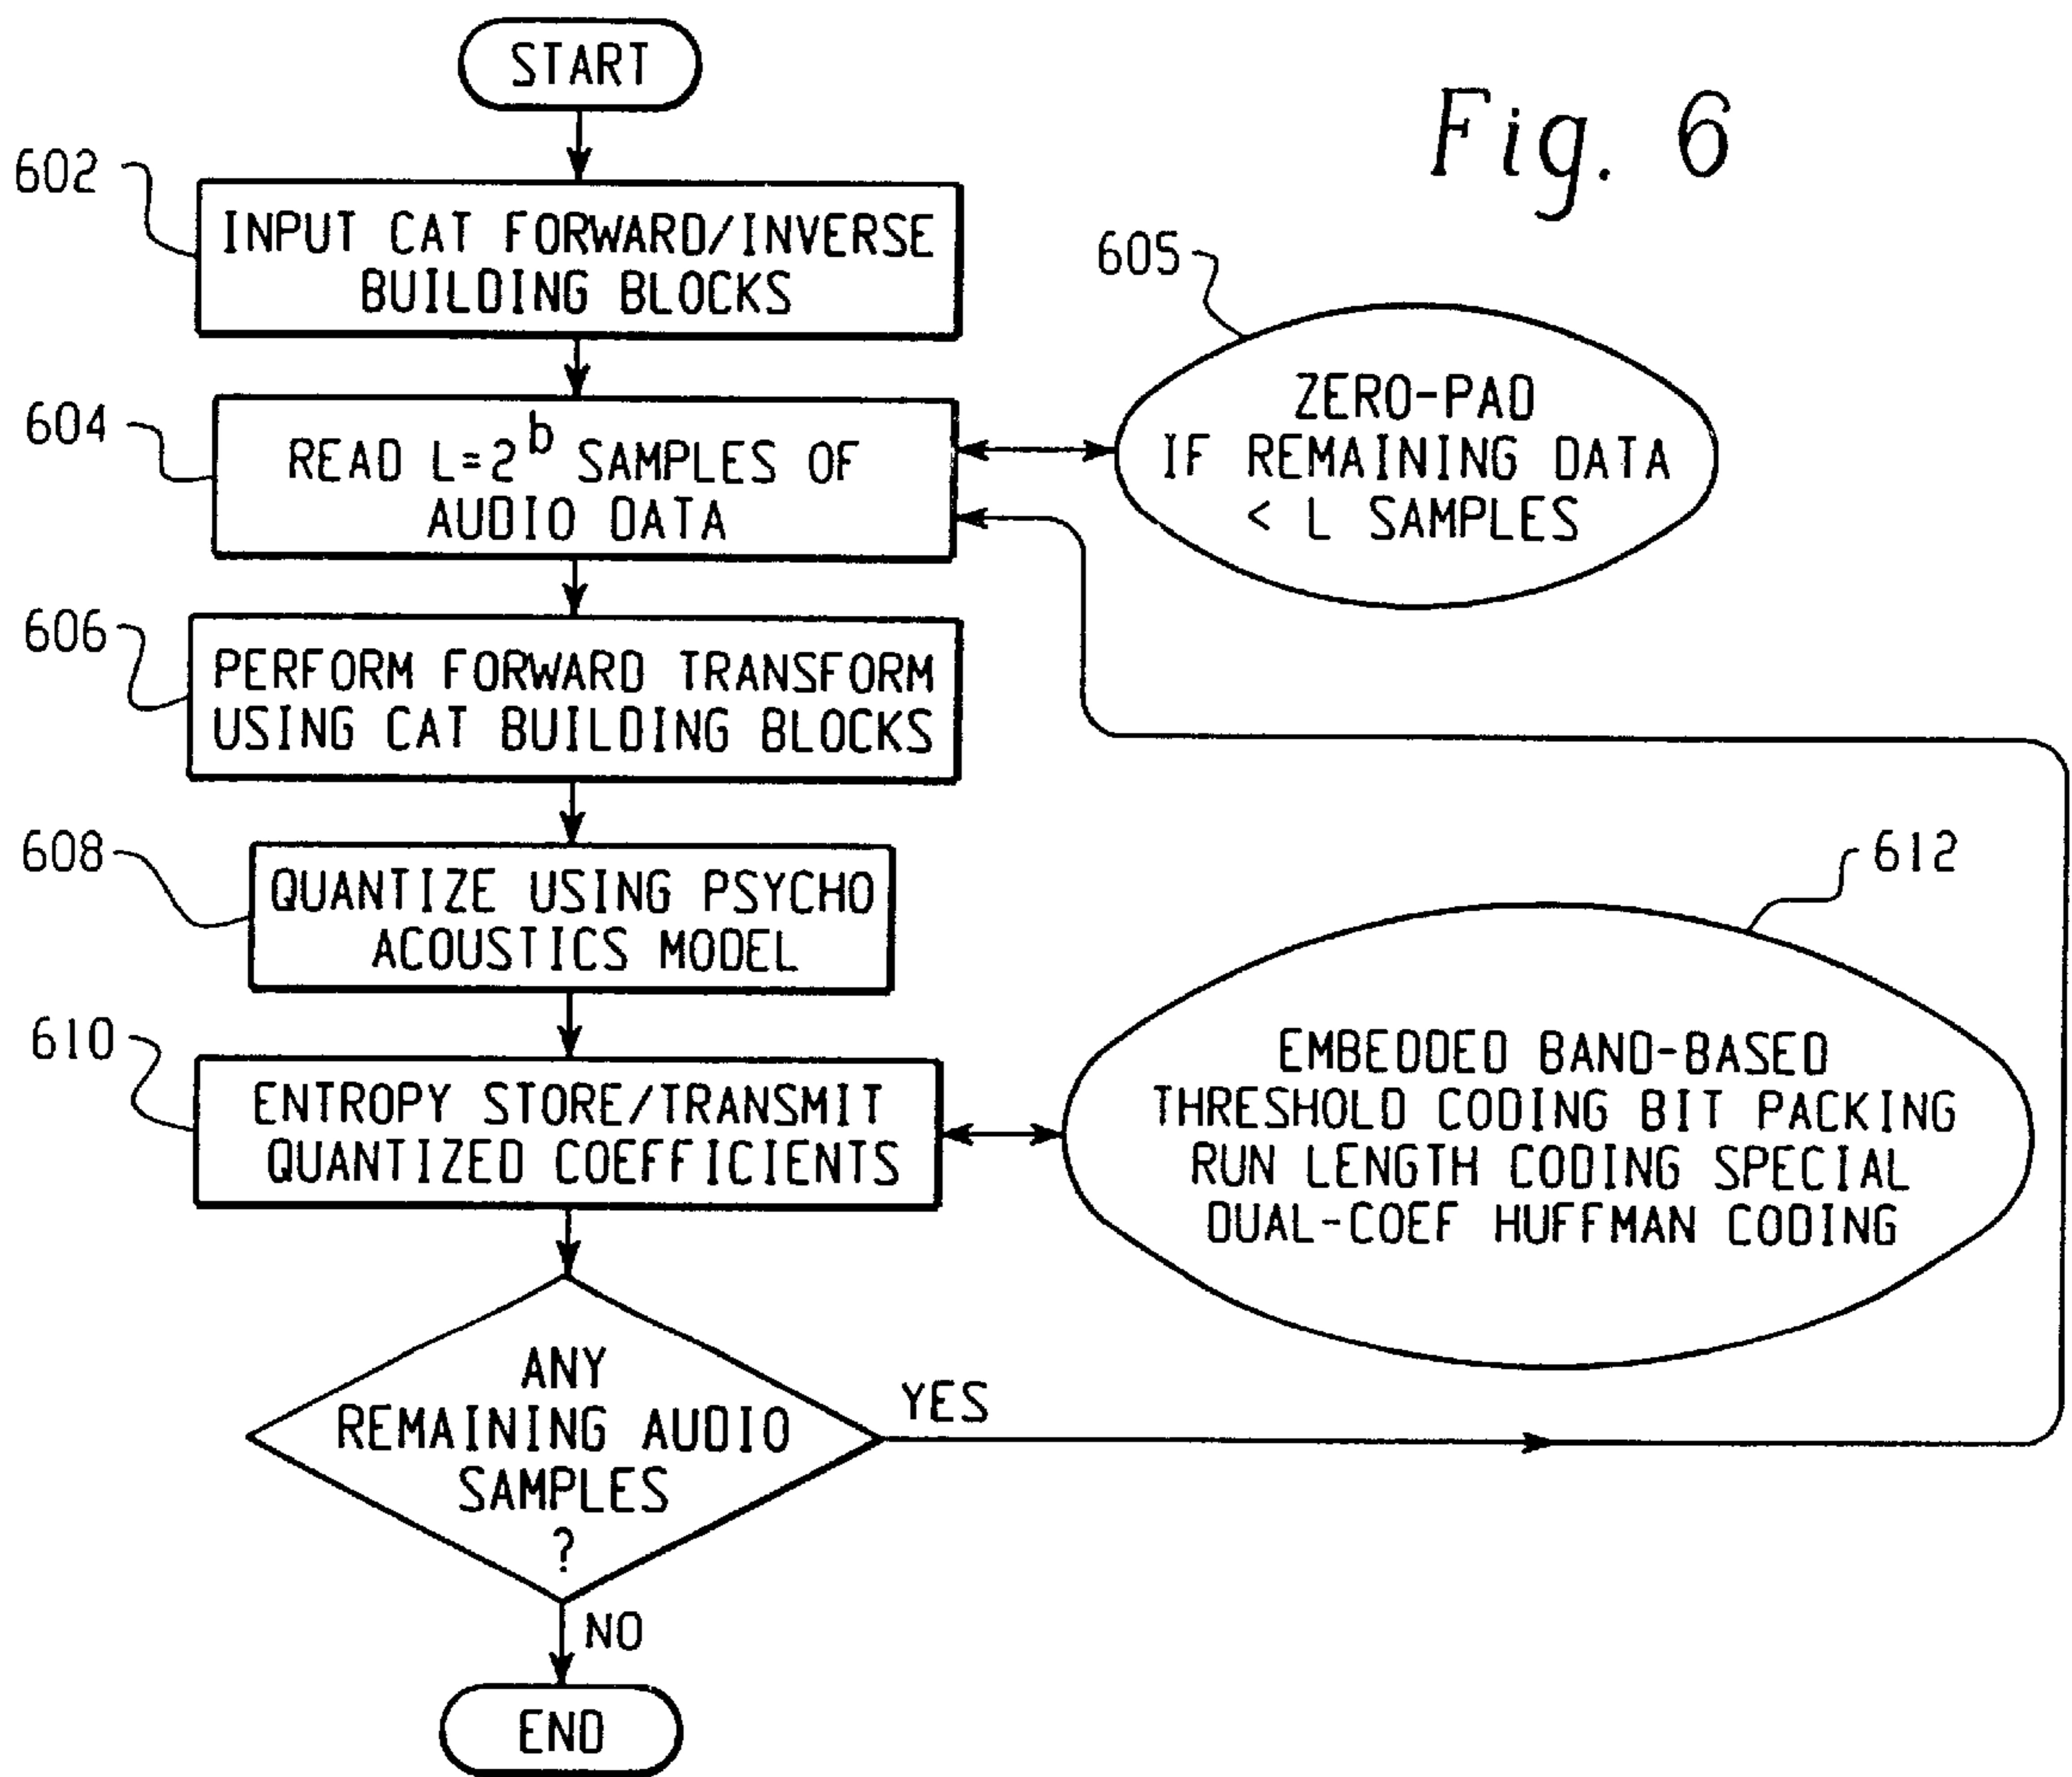 START
Fig. 6
602
INPUT CAT FORWARD/INVERSE
BUILDING BLOCKS
605
ZERO-PAD
IF REMAINING DATA
< L SAMPLES
604
READ L=2^b SAMPLES OF
AUDIO DATA
606
PERFORM FORWARD TRANSFORM
USING CAT BUILDING BLOCKS
608
QUANTIZE USING PSYCHO
ACOUSTICS MODEL
612
610
ENTROPY STORE/TRANSMIT
QUANTIZED COEFFICIENTS
EMBEDDED BAND-BASED
THRESHOLD CODING BIT PACKING
RUN LENGTH CODING SPECIAL
DUAL-COEF HUFFMAN CODING
ANY
REMAINING AUDIO
SAMPLES
?
YES
NO
END